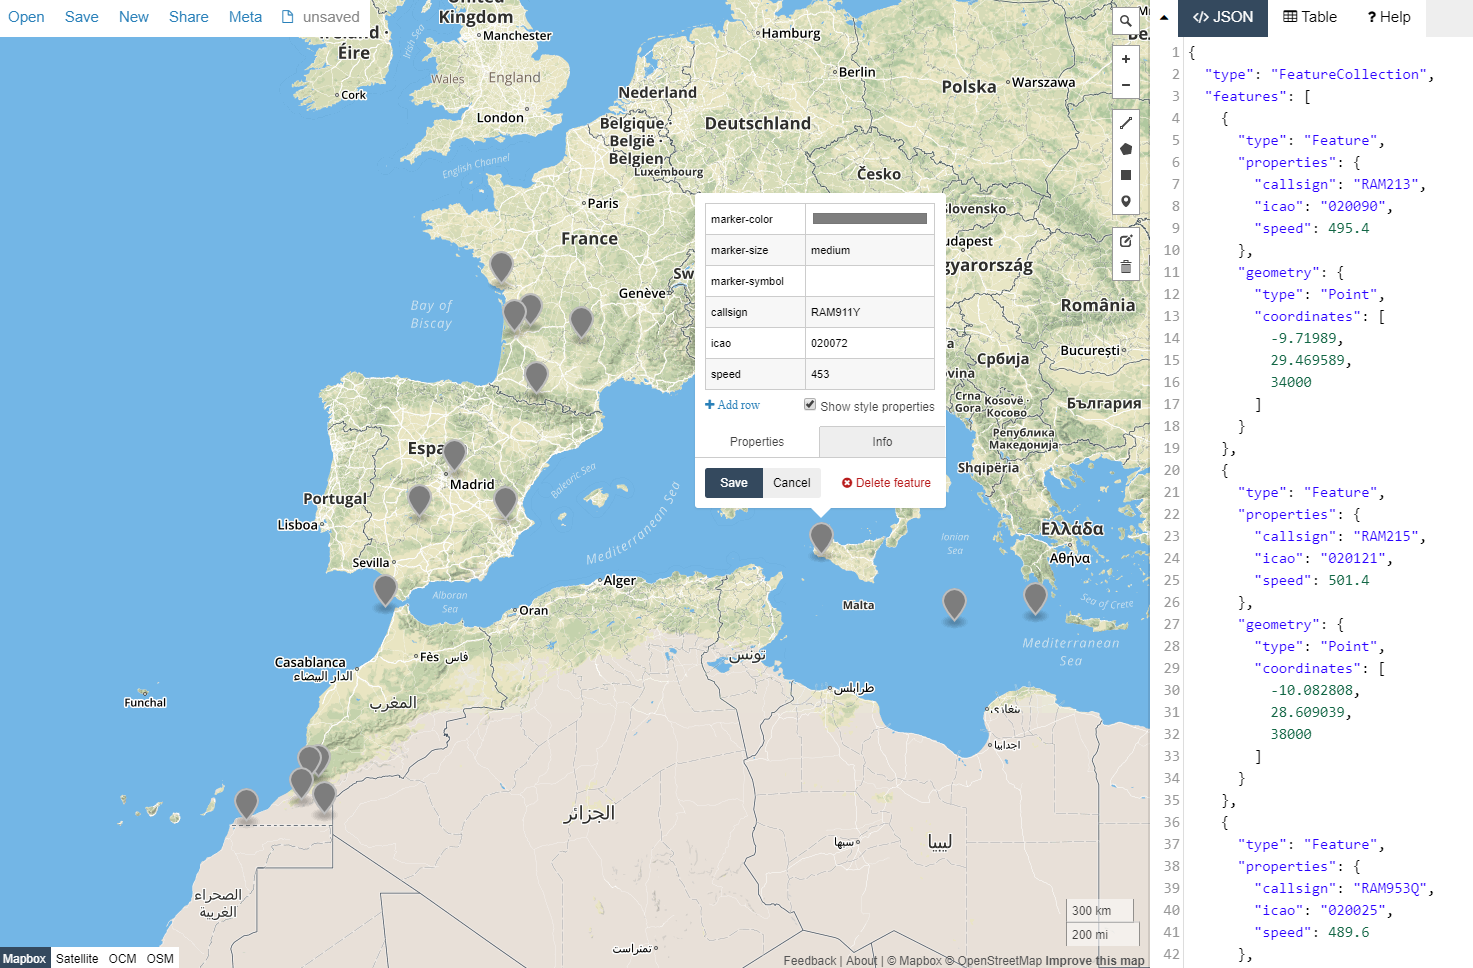 Open Save New Share Meta unsaved
</> JSON Table ? Help
United
Kingdom
Manchester
Éire
Irish Sea
Cork
Wales
England
London
English Channel
Hamburg
Berlin
Nederland
Polska
Warszawa
Belgique ·
België ·
Belgien
Deutschland
Luxembourg
Česko
Paris
France
Slovensko
Genève
România
Bay of
Biscay
București
Србија
Crna
Gora
Kosovë ·
Косово
България
Република
Македонија
Shqipëria
Madrid
Portugal
Lisboa
Balearic Sea
Mediterranean Sea
Ionian
Sea
Ελλάδα
Αθήνα
Sevilla
Alboran
Sea
Alger
Oran
Malta
Sea of Crete
Mediterranean
Sea
Casablanca
الدار البيضاء
Fès فاس
تونس
Funchal
المغرب
طرابلس
بنغازي
اجدابيا
الجزائر
سبها
ليبيا
الصحراء
الغربية
تمنراست
marker-color
marker-size medium
marker-symbol
callsign RAM911Y
icao 020072
speed 453
Add row Show style properties
Properties Info
Save Cancel Delete feature
+
−
300 km
200 mi
Mapbox Satellite OCM OSM
Feedback | About | © Mapbox © OpenStreetMap Improve this map
1 {
2 "type": "FeatureCollection",
3 "features": [
4 {
5 "type": "Feature",
6 "properties": {
7 "callsign": "RAM213",
8 "icao": "020090",
9 "speed": 495.4
10 },
11 "geometry": {
12 "type": "Point",
13 "coordinates": [
14 -9.71989,
15 29.469589,
16 34000
17 ]
18 }
19 },
20 {
21 "type": "Feature",
22 "properties": {
23 "callsign": "RAM215",
24 "icao": "020121",
25 "speed": 501.4
26 },
27 "geometry": {
28 "type": "Point",
29 "coordinates": [
30 -10.082808,
31 28.609039,
32 38000
33 ]
34 }
35 },
36 {
37 "type": "Feature",
38 "properties": {
39 "callsign": "RAM953Q",
40 "icao": "020025",
41 "speed": 489.6
42 },